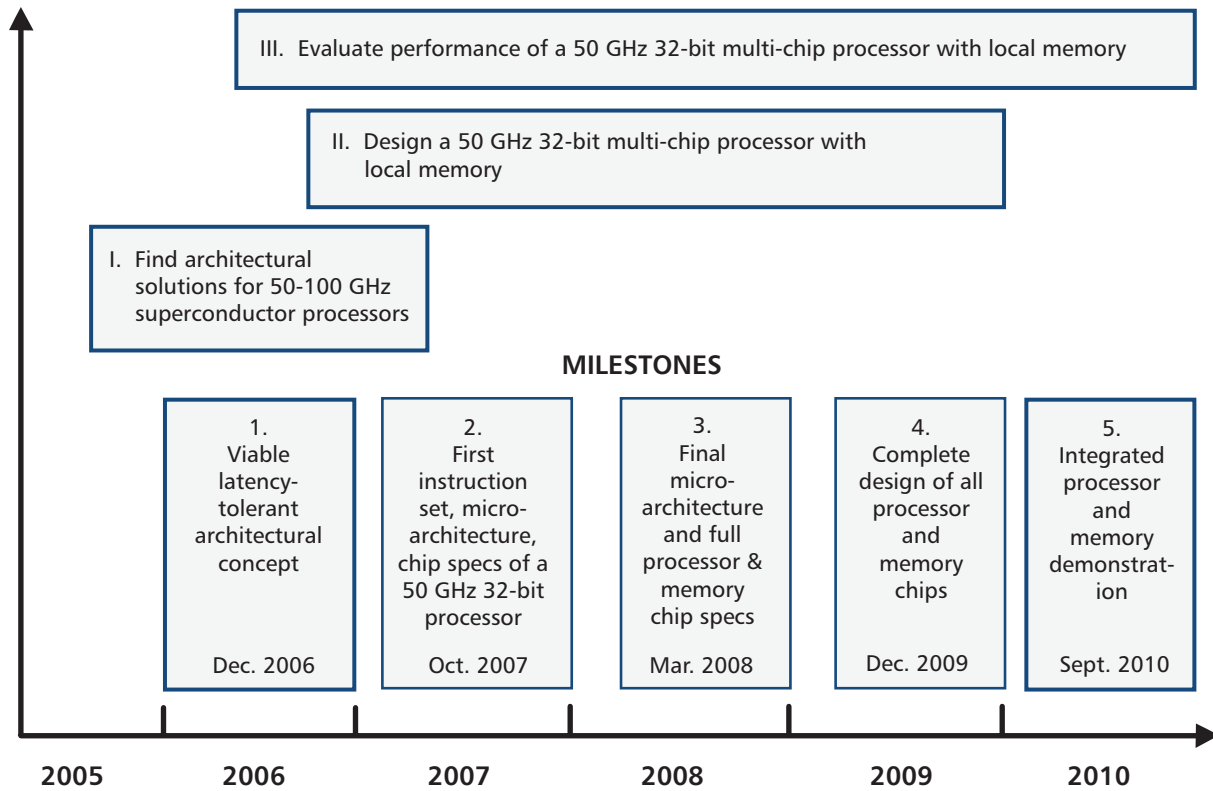 III. Evaluate performance of a 50 GHz 32-bit multi-chip processor with local memory
II. Design a 50 GHz 32-bit multi-chip processor with
local memory
I. Find architectural
solutions for 50-100 GHz
superconductor processors
MILESTONES
1.
Viable
latency-
tolerant
architectural
concept
Dec. 2006
2.
First
instruction
set, micro-
architecture,
chip specs of a
50 GHz 32-bit
processor
Oct. 2007
3.
Final
micro-
architecture
and full
processor &
memory
chip specs
Mar. 2008
4.
Complete
design of all
processor
and
memory
chips
Dec. 2009
5.
Integrated
processor
and
memory
demonstrat-
ion
Sept. 2010
2005 2006 2007 2008 2009 2010